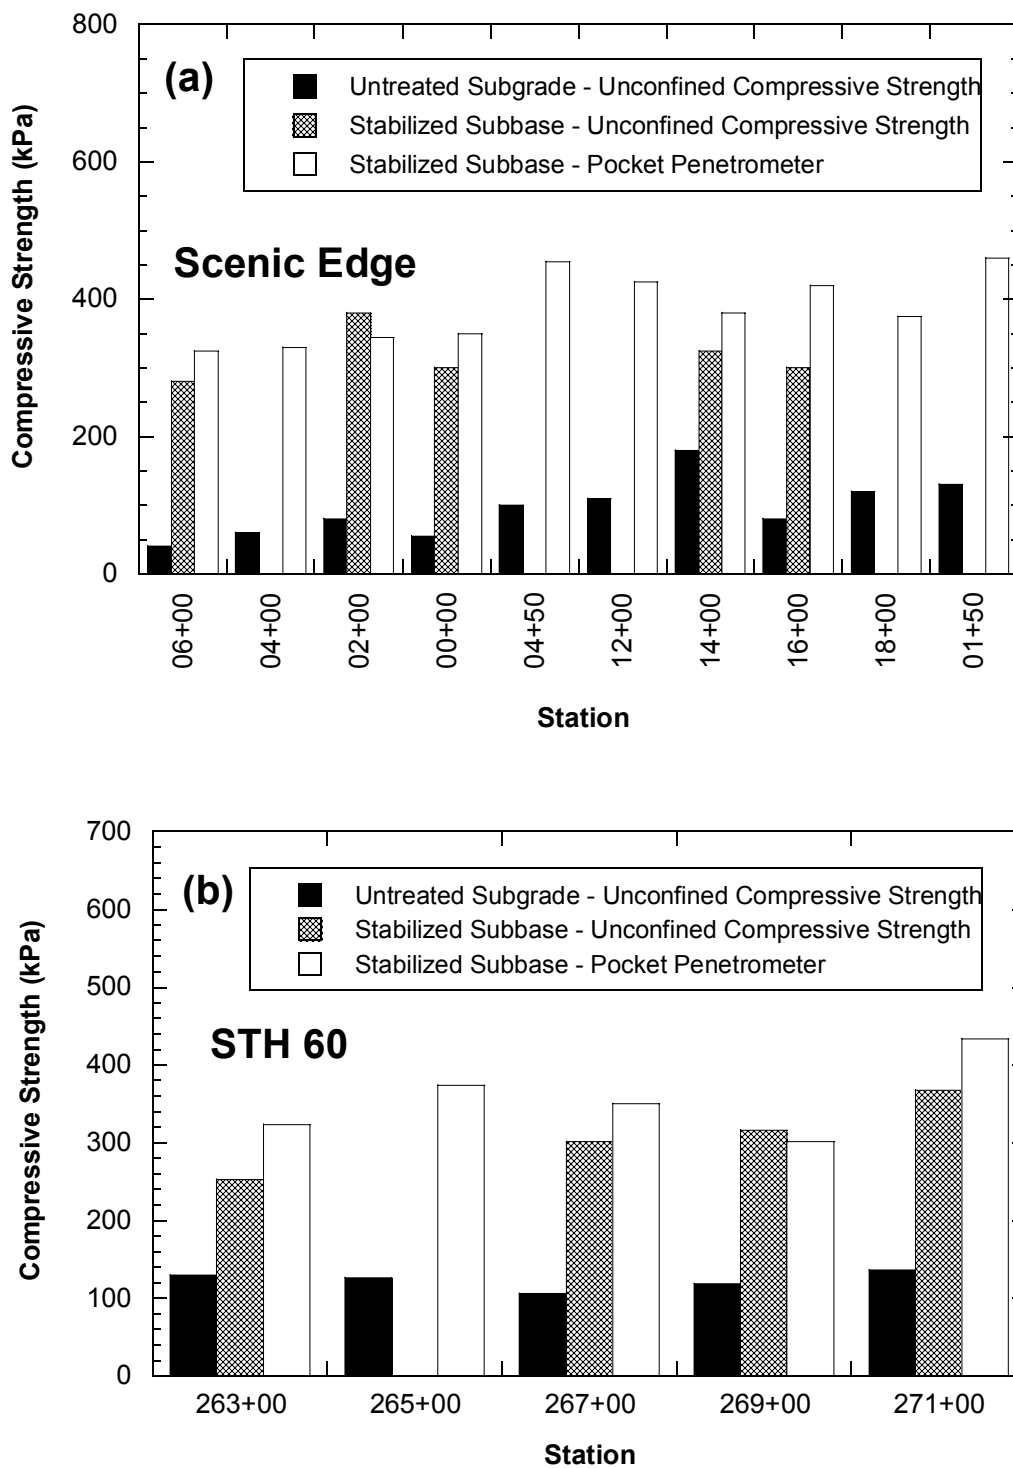 800
(a)
Untreated Subgrade - Unconfined Compressive Strength
Stabilized Subbase - Unconfined Compressive Strength
Stabilized Subbase - Pocket Penetrometer
600
Scenic Edge
400
200
0
Compressive Strength (kPa)
06+00
04+00
02+00
00+00
04+50
12+00
14+00
16+00
18+00
01+50
Station
700
(b)
Untreated Subgrade - Unconfined Compressive Strength
Stabilized Subbase - Unconfined Compressive Strength
Stabilized Subbase - Pocket Penetrometer
600
500
STH 60
400
300
200
100
0
Compressive Strength (kPa)
263+00 265+00 267+00 269+00 271+00
Station